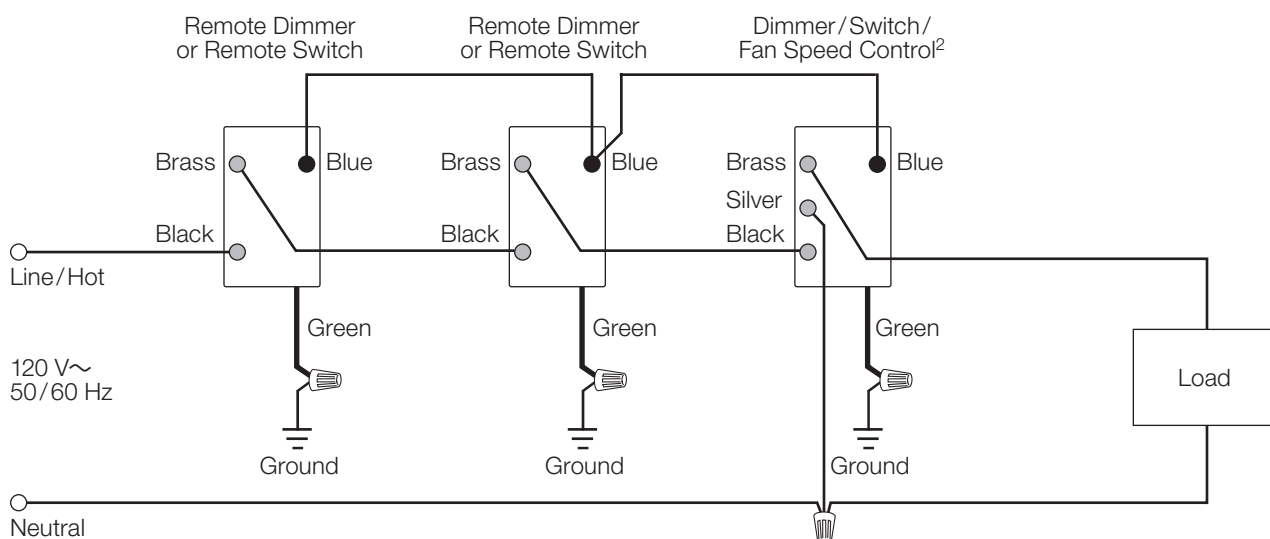 Remote Dimmer
or Remote Switch
Remote Dimmer
or Remote Switch
Dimmer/Switch/
Fan Speed Control²
Brass
Blue
Brass
Blue
Brass
Blue
Silver
Black
Black
Black
Line/Hot
Green
Green
Green
120 V~
50/60 Hz
Load
Ground
Ground
Ground
Neutral